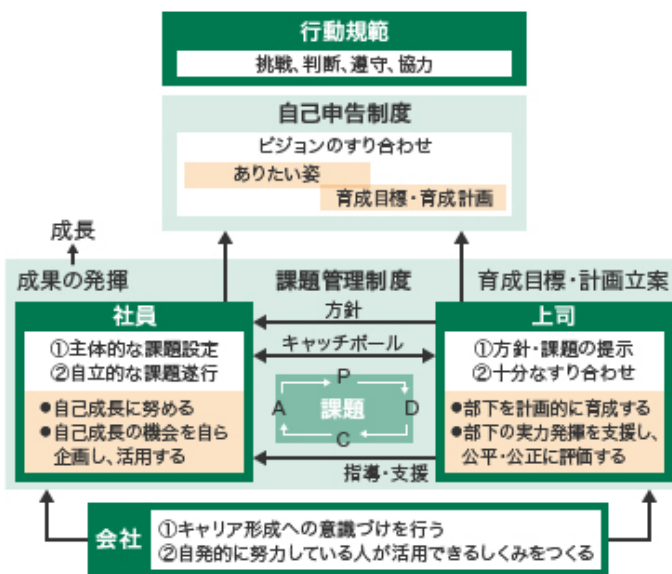 行動規範
挑戦、判断、遵守、協力
自己申告制度
ビジョンのすり合わせ
ありたい姿
育成目標・育成計画
成長
成果の発揮
課題管理制度
育成目標・計画立案
社員
①主体的な課題設定
②自立的な課題遂行
●自己成長に努める
●自己成長の機会を自ら
企画し、活用する
方針
キャッチボール
P
A
課題
D
C
指導・支援
上司
①方針・課題の提示
②十分なすり合わせ
●部下を計画的に育成する
●部下の実力発揮を支援し、
公平・公正に評価する
会社
①キャリア形成への意識づけを行う
②自発的に努力している人が活用できるしくみをつくる